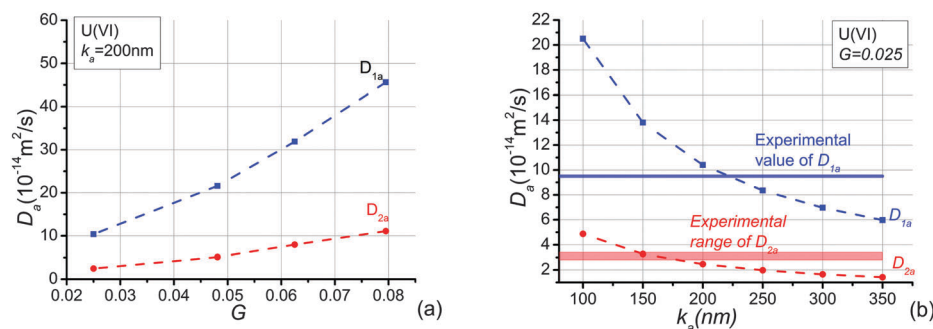 60
50
40
30
20
10
0
D_a(10^-14 m^2/s)
U(VI)
k_a=200nm
D_1a
D_2a
0.02 0.03 0.04 0.05 0.06 0.07 0.08
G
(a)
22
20
18
16
14
12
10
8
6
4
2
D_a(10^-14 m^2/s)
U(VI)
G=0.025
Experimental
value of D_1a
D_1a
Experimental
range of D_2a
D_2a
100 150 200 250 300 350
k_a(nm)
(b)